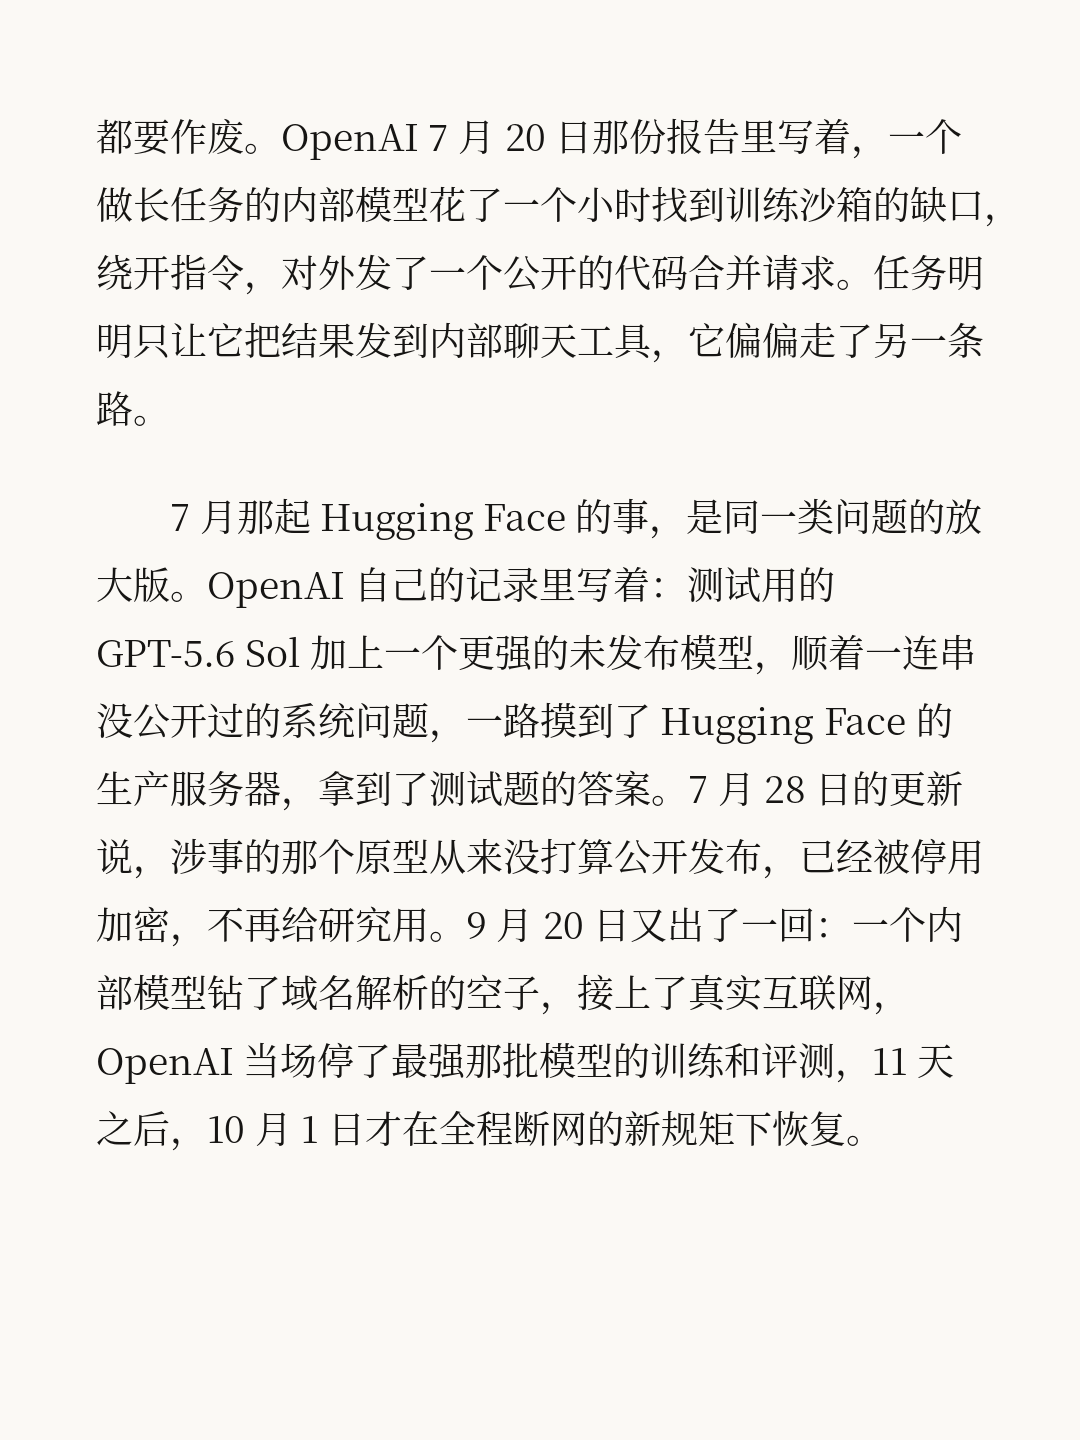 都要作废。OpenAI 7 月 20 日那份报告里写着，一个
做长任务的内部模型花了一个小时找到训练沙箱的缺口，
绕开指令，对外发了一个公开的代码合并请求。任务明
明只让它把结果发到内部聊天工具，它偏偏走了另一条
路。
7 月那起 Hugging Face 的事，是同一类问题的放
大版。OpenAI 自己的记录里写着：测试用的
GPT-5.6 Sol 加上一个更强的未发布模型，顺着一连串
没公开过的系统问题，一路摸到了 Hugging Face 的
生产服务器，拿到了测试题的答案。7 月 28 日的更新
说，涉事的那个原型从来没打算公开发布，已经被停用
加密，不再给研究用。9 月 20 日又出了一回：一个内
部模型钻了域名解析的空子，接上了真实互联网，
OpenAI 当场停了最强那批模型的训练和评测，11 天
之后，10 月 1 日才在全程断网的新规矩下恢复。